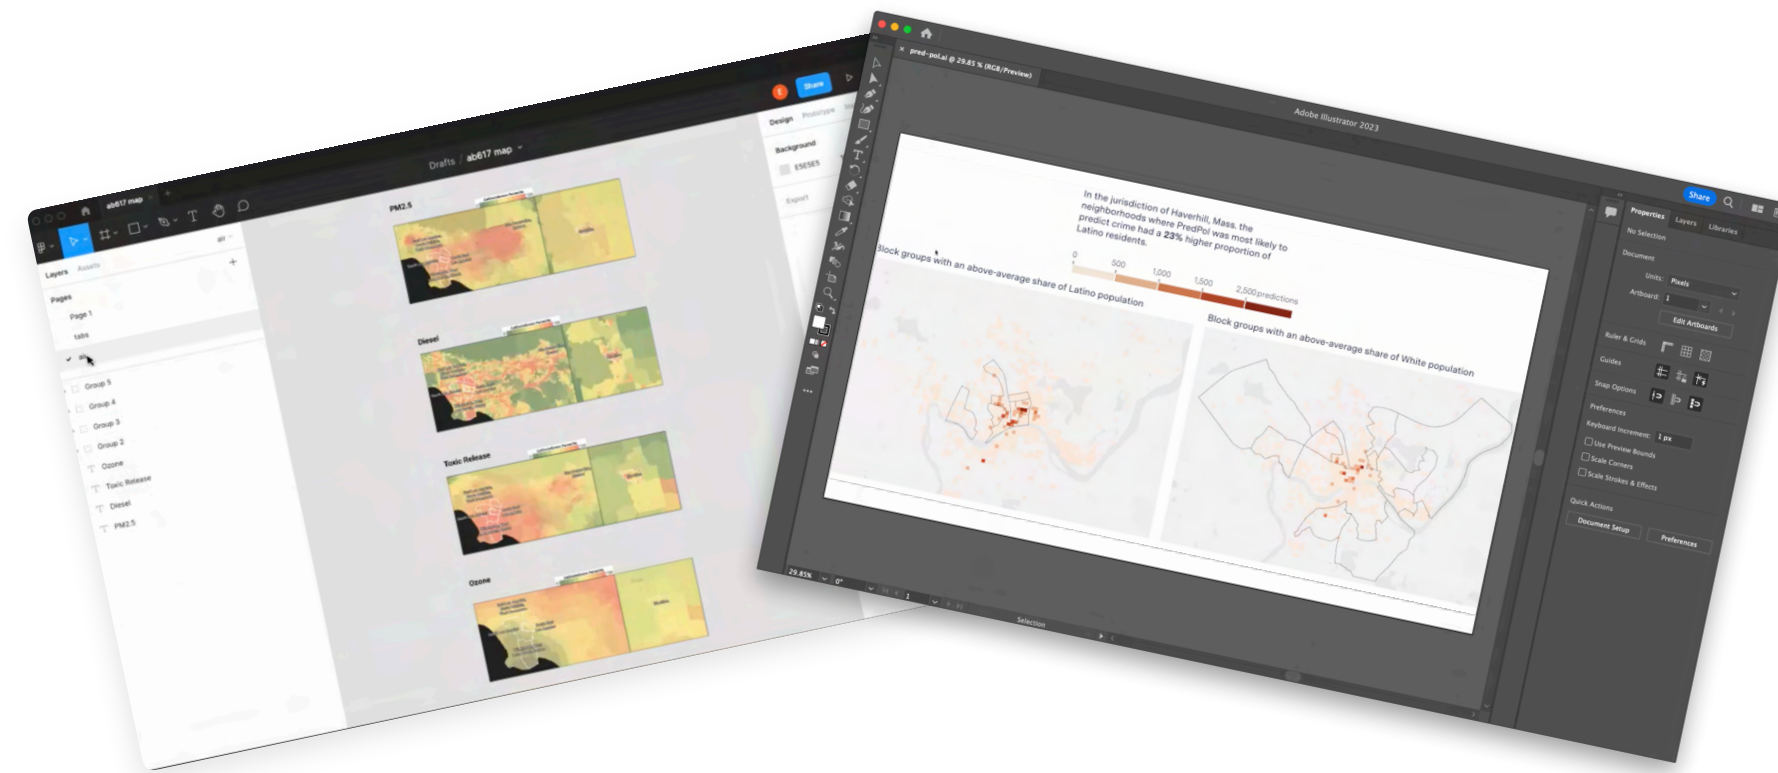 ab617 map
Drafts / ab617 map
E
Share
Layers
Assets
Pages
Page 1
tabs
Group 5
Group 4
Group 3
Group 2
Ozone
Toxic Release
Diesel
PM2.5
PM2.5
Diesel
Toxic Release
Ozone
Design
Prototype
Background
E5E5E5
Export
pred-pol.ai @ 29.85 % (RGB/Preview)
Adobe Illustrator 2023
Share
In the jurisdiction of Haverhill, Mass. the
neighborhoods where PredPol was most likely to
predict crime had a 23% higher proportion of
Latino residents.
0
500
1,000
1,500
2,500 predictions
Block groups with an above-average share of Latino population
Block groups with an above-average share of White population
29.85%
0°
1
Selection
Properties
Layers
Libraries
No Selection
Document
Units:
Pixels
Artboard:
1
Edit Artboards
Ruler & Grids
Guides
Snap Options
Preferences
Keyboard Increment:
1 px
Use Preview Bounds
Scale Corners
Scale Strokes & Effects
Quick Actions
Document Setup
Preferences